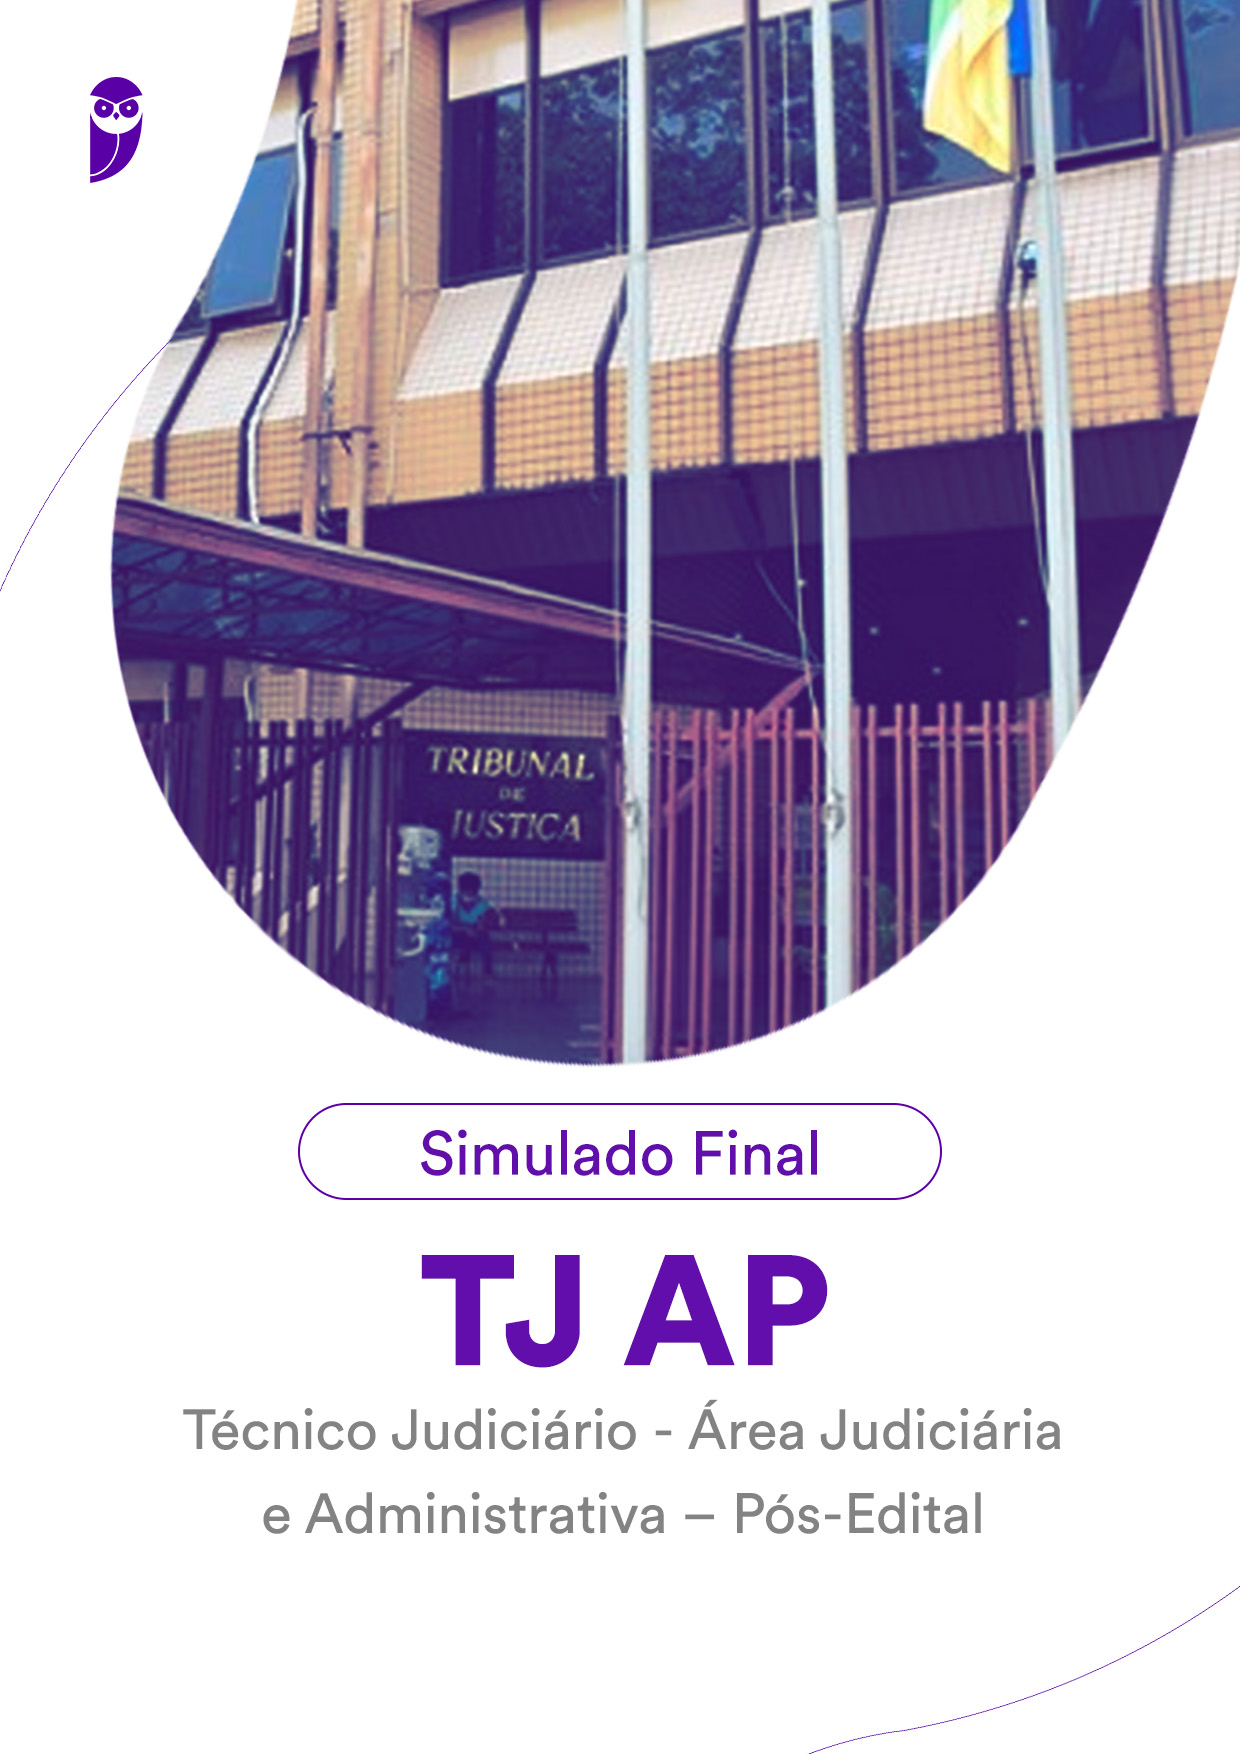 TRIBUNAL
DE
JUSTIÇA
Simulado Final
TJ AP
Técnico Judiciário - Área Judiciária
e Administrativa – Pós-Edital